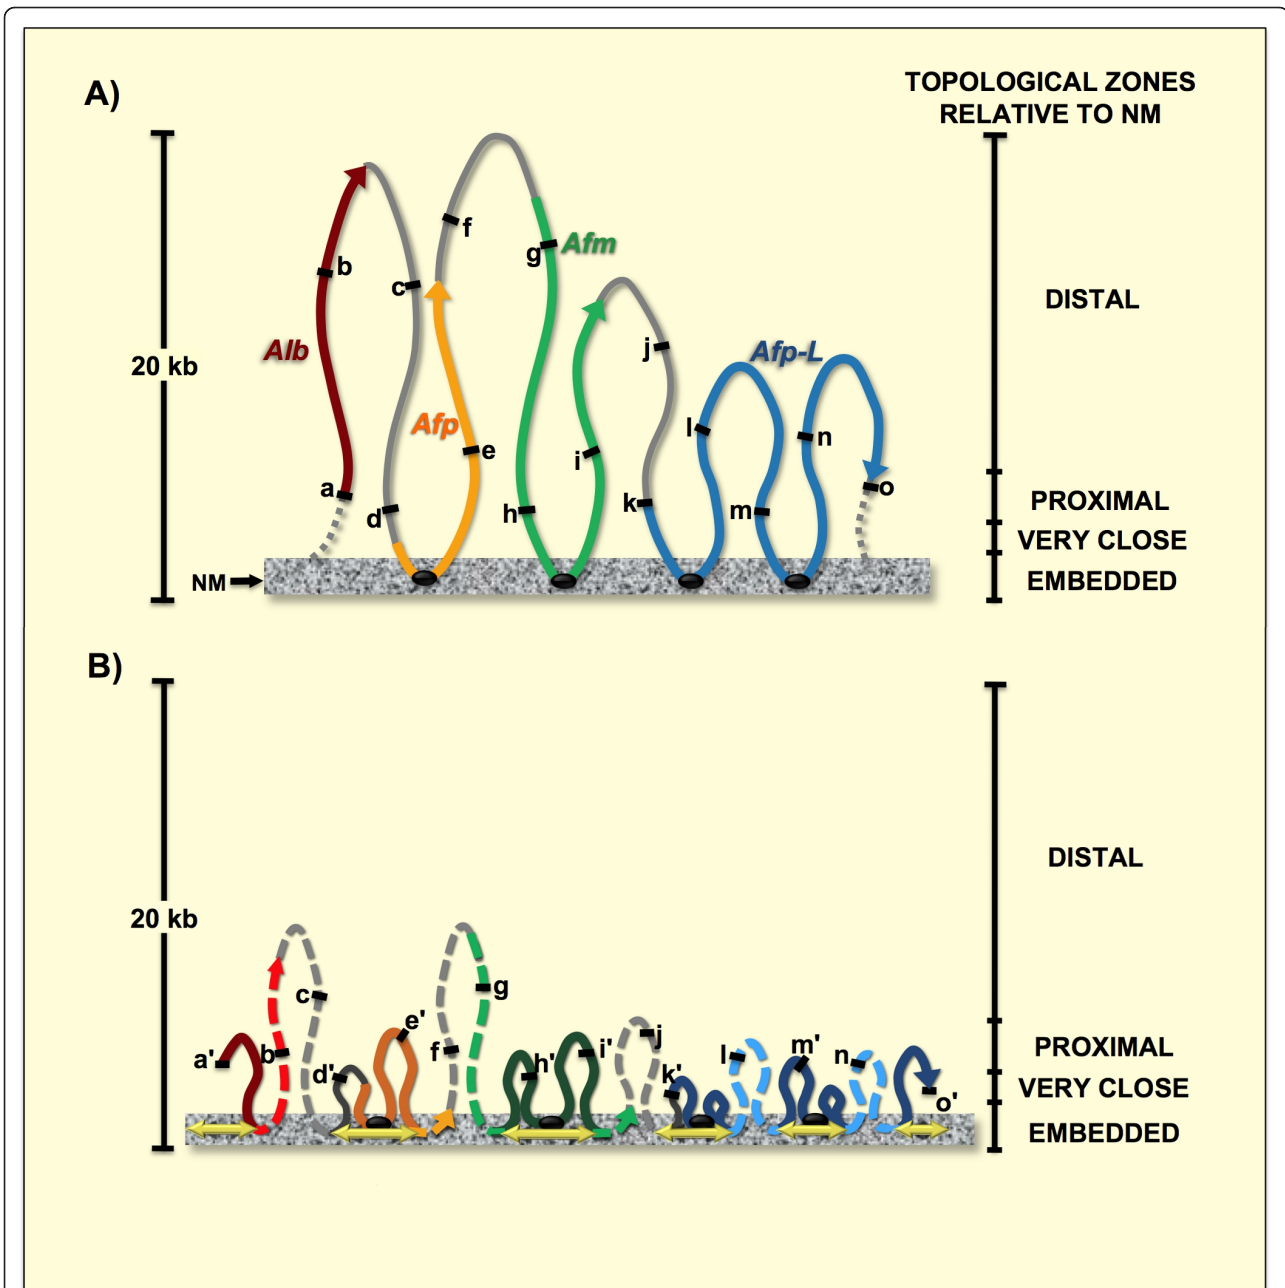 A)
TOPOLOGICAL ZONES
RELATIVE TO NM
f
g
Afm
b
c
DISTAL
Alb
j
Afp-L
20 kb
Afp
l
n
e
i
a
o
k
PROXIMAL
d
h
m
VERY CLOSE
NM
EMBEDDED
B)
DISTAL
20 kb
c
g
e'
j
a'
b
f
h'
i'
l
m'
n
PROXIMAL
d'
k'
VERY CLOSE
o'
EMBEDDED